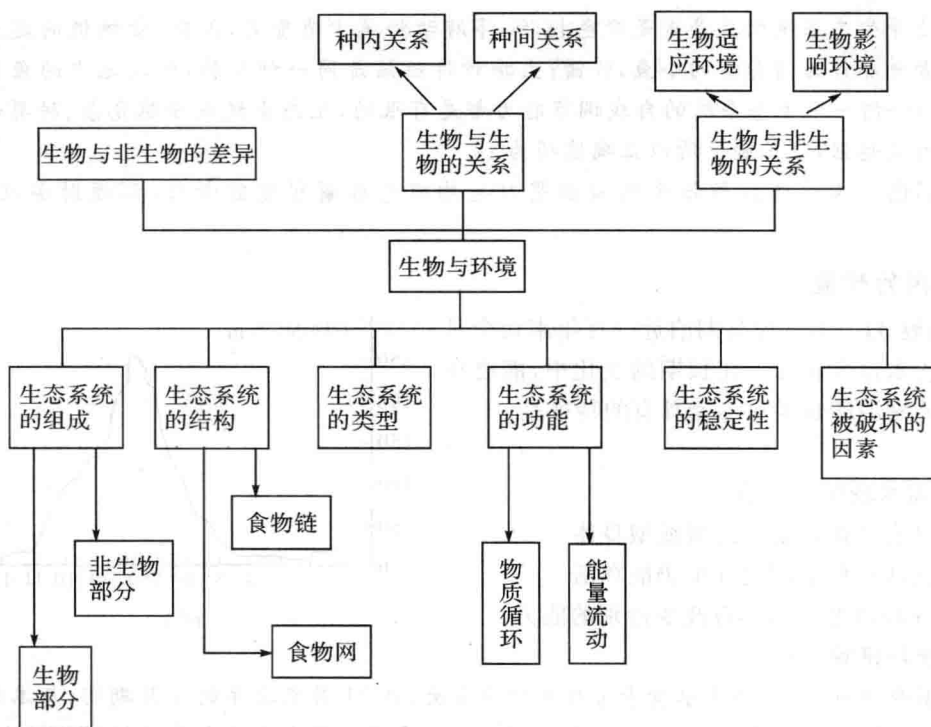 种内关系
种间关系
生物适
应环境
生物影
响环境
生物与非生物的差异
生物与生
物的关系
生物与非生
物的关系
生物与环境
生态系统
的组成
生态系统
的结构
生态系统
的类型
生态系统
的功能
生态系统
的稳定性
生态系统
被破坏的
因素
食物链
非生物
部分
物质循环
能量流动
食物网
生物
部分